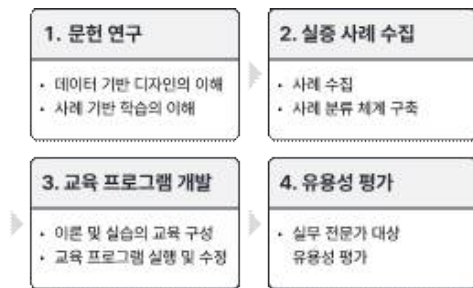 1. 문헌 연구
• 데이터 기반 디자인의 이해
• 사례 기반 학습의 이해
2. 실증 사례 수집
• 사례 수집
• 사례 분류 체계 구축
3. 교육 프로그램 개발
• 이론 및 실습의 교육 구성
• 교육 프로그램 실행 및 수정
4. 유용성 평가
• 실무 전문가 대상
유용성 평가